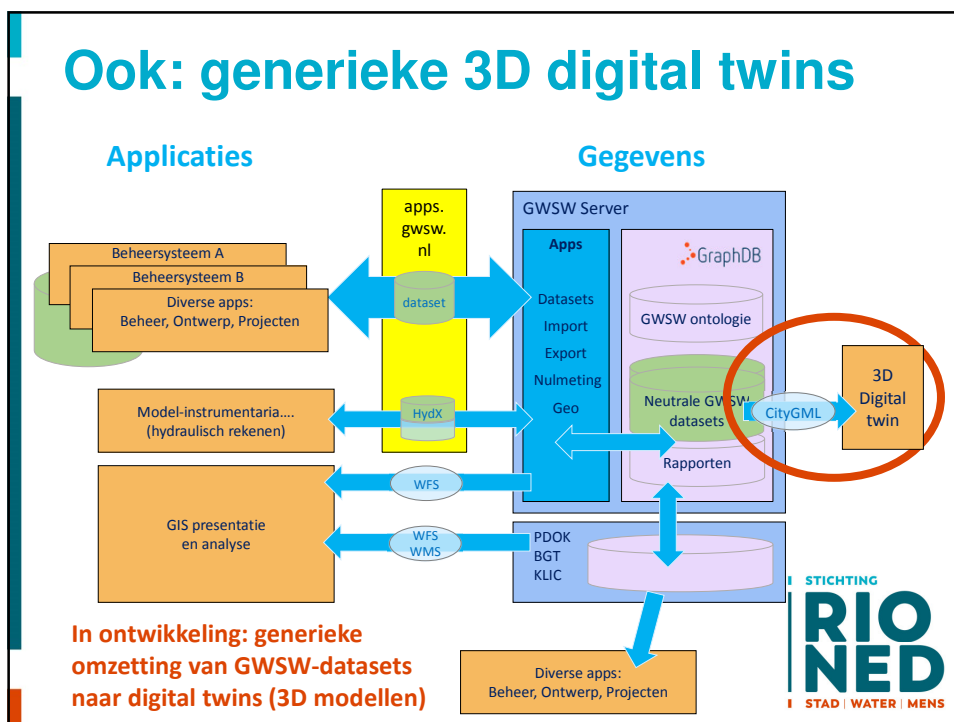 Ook: generieke 3D digital twins
Applicaties
Gegevens
apps.
gwsw.
nl
dataset
HydX
Beheersysteem A
Beheersysteem B
Diverse apps:
Beheer, Ontwerp, Projecten
Model-instrumentaria....
(hydraulisch rekenen)
GIS presentatie
en analyse
WFS
WFS
WMS
GWSW Server
Apps
Datasets
Import
Export
Nulmeting
Geo
GraphDB
GWSW ontologie
Neutrale GWSW
datasets
Rapporten
CityGML
3D
Digital
twin
PDOK
BGT
KLIC
Diverse apps:
Beheer, Ontwerp, Projecten
In ontwikkeling: generieke
omzetting van GWSW-datasets
naar digital twins (3D modellen)
STICHTING
RIO
NED
STAD | WATER | MENS